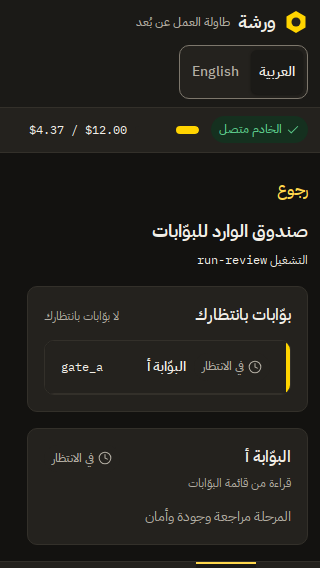 ورشة طاولة العمل عن بُعد
العربية English
الخادم متصل $4.37 / $12.00
رجوع
صندوق الوارد للبوّابات
التشغيل run-review
بوّابات بانتظارك لا بوّابات بانتظارك
في الانتظار البوّابة أ gate_a
البوّابة أ في الانتظار
قراءة من قائمة البوّابات
المرحلة مراجعة وجودة وأمان